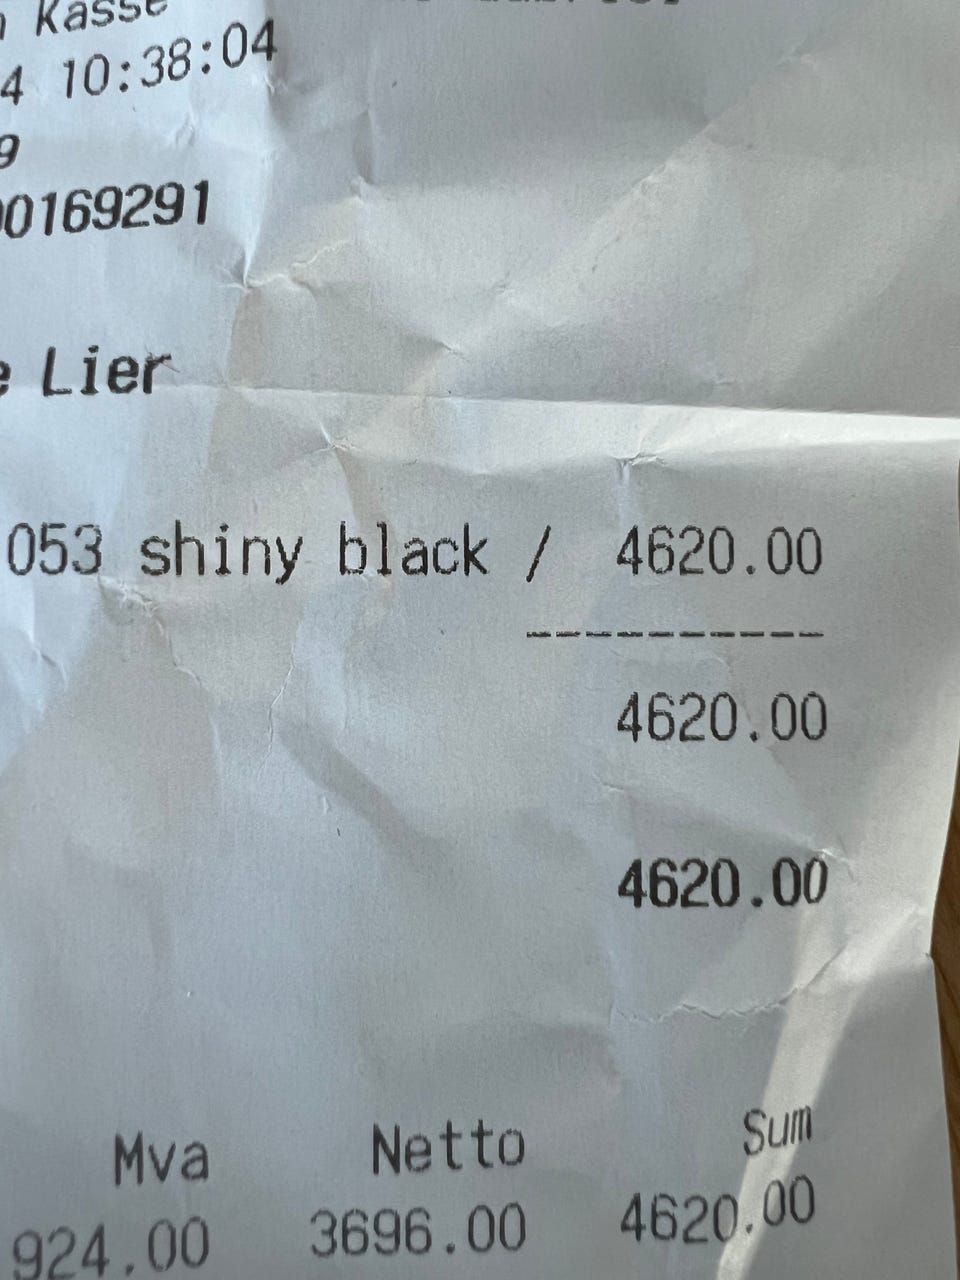 Kasse
4 10:38:04
9
00169291
Lier
053 shiny black / 4620.00
----------
4620.00
4620.00
Mva Netto Sum
924.00 3696.00 4620.00